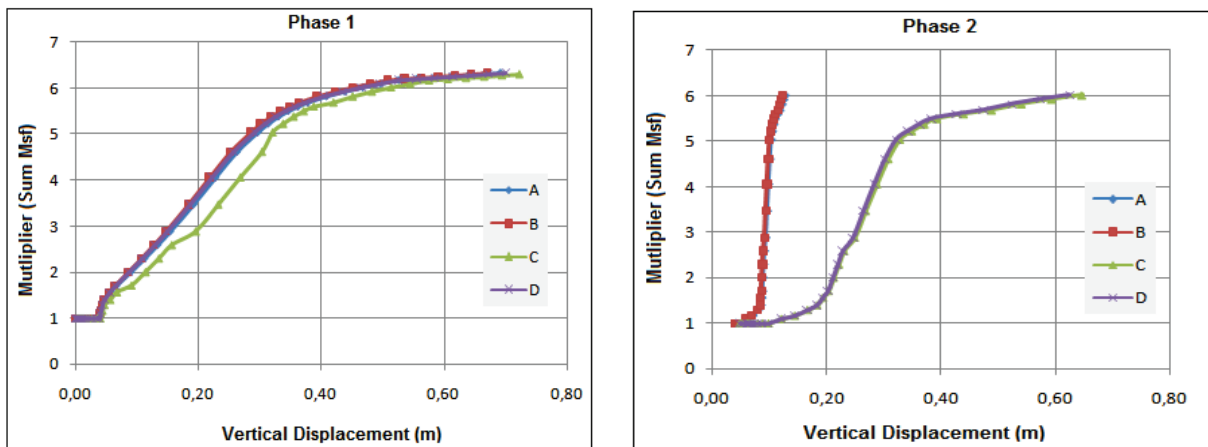 Phase 1
Mutliplier (Sum Msf)
7
6
5
4
3
2
1
0
A
B
C
D
0,00 0,20 0,40 0,60 0,80
Vertical Displacement (m)
Phase 2
Mutliplier (Sum Msf)
7
6
5
4
3
2
1
0
A
B
C
D
0,00 0,20 0,40 0,60 0,80
Vertical Displacement (m)